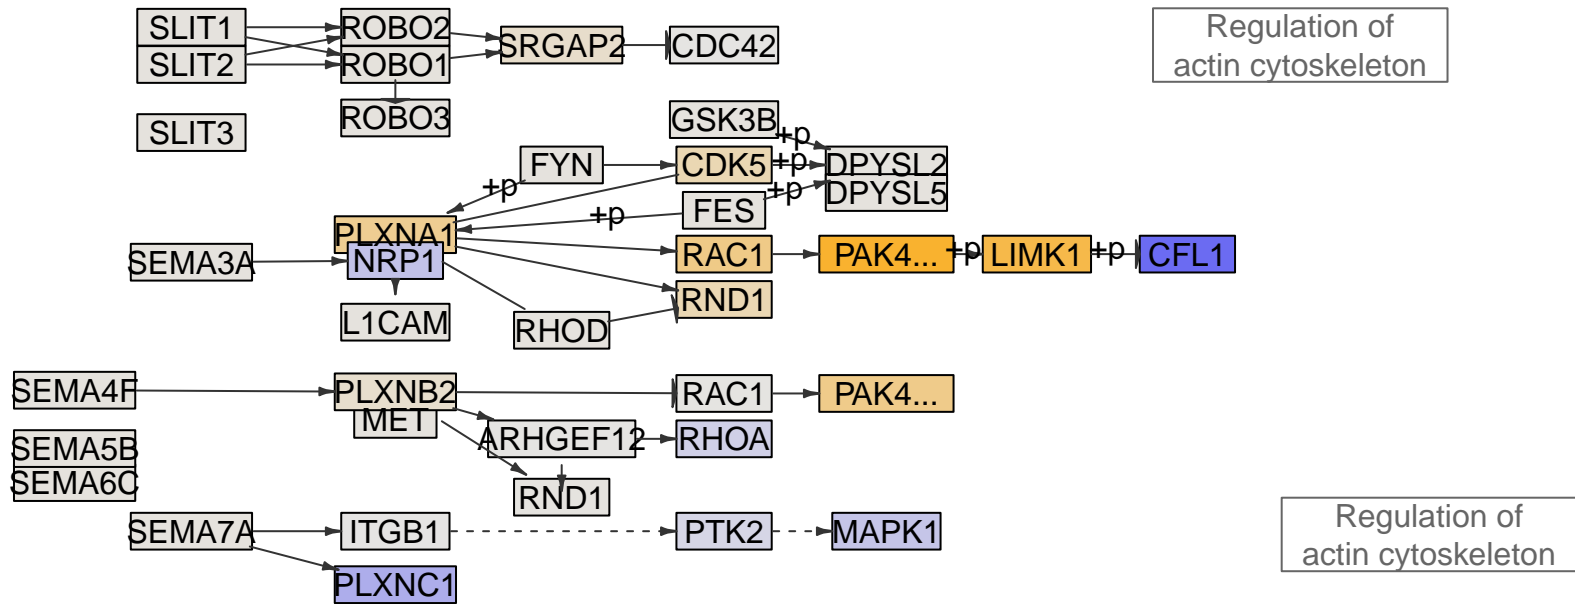 SLIT1
ROBO2
SRGAP2
CDC42
Regulation of
actin cytoskeleton
SLIT2
ROBO1
SLIT3
ROBO3
GSK3B
+p
FYN
CDK5
+p
DPYSL2
+p
+p
DPYSL5
FES
+p
PLXNA1
SEMA3A
NRP1
RAC1
PAK4...
+p
LIMK1
+p
CFL1
RND1
L1CAM
RHOD
SEMA4F
PLXNB2
RAC1
PAK4...
MET
ARHGEF12
RHOA
SEMA5B
SEMA6C
RND1
SEMA7A
ITGB1
PTK2
MAPK1
Regulation of
actin cytoskeleton
PLXNC1